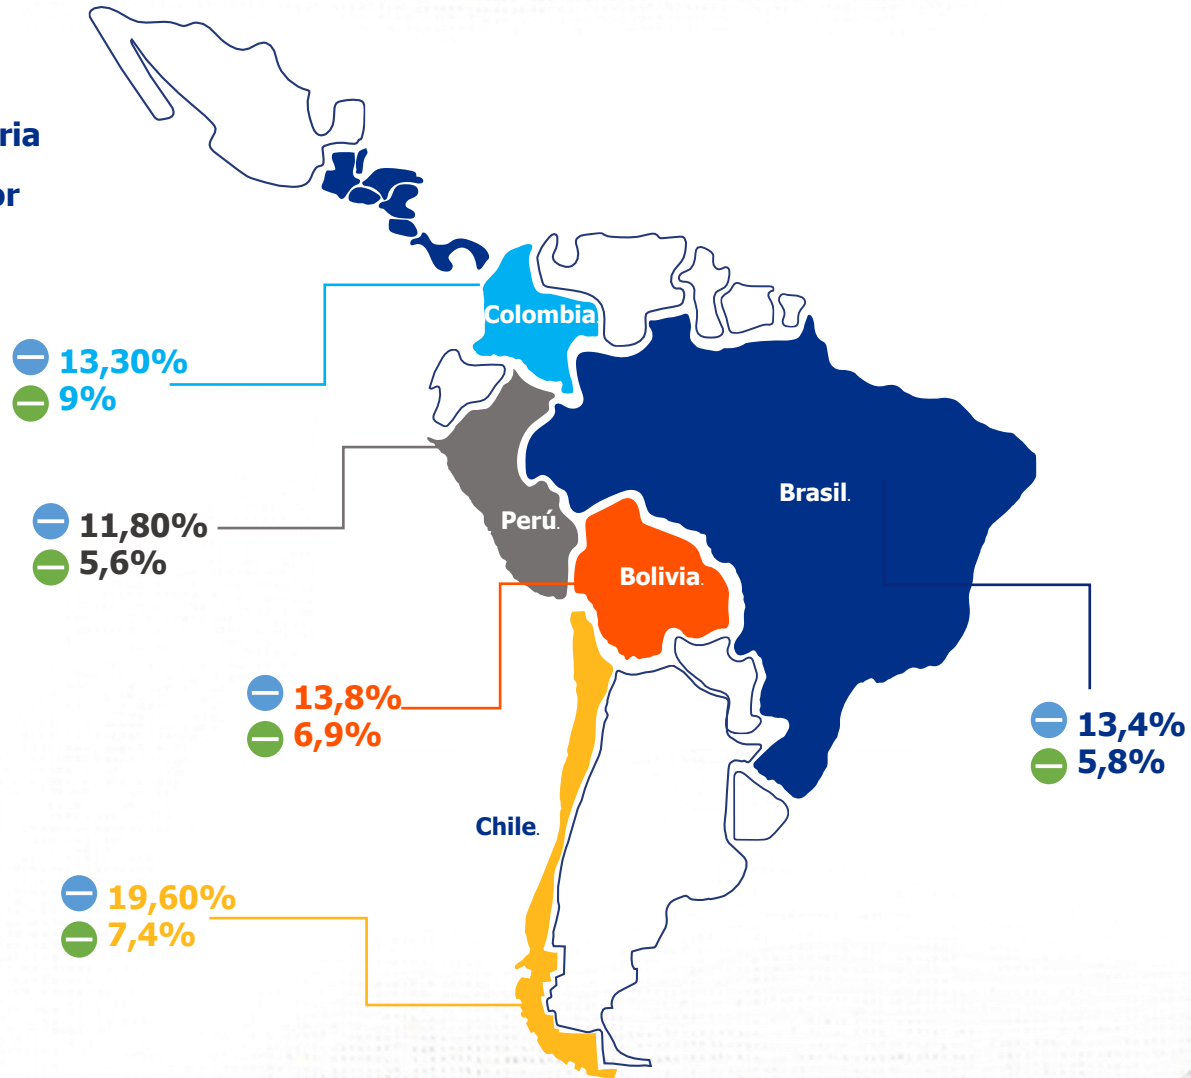 ria
or
Colombia.
13,30%
9%
Brasil.
Perú.
11,80%
5,6%
Bolivia.
13,8%
6,9%
13,4%
5,8%
Chile.
19,60%
7,4%